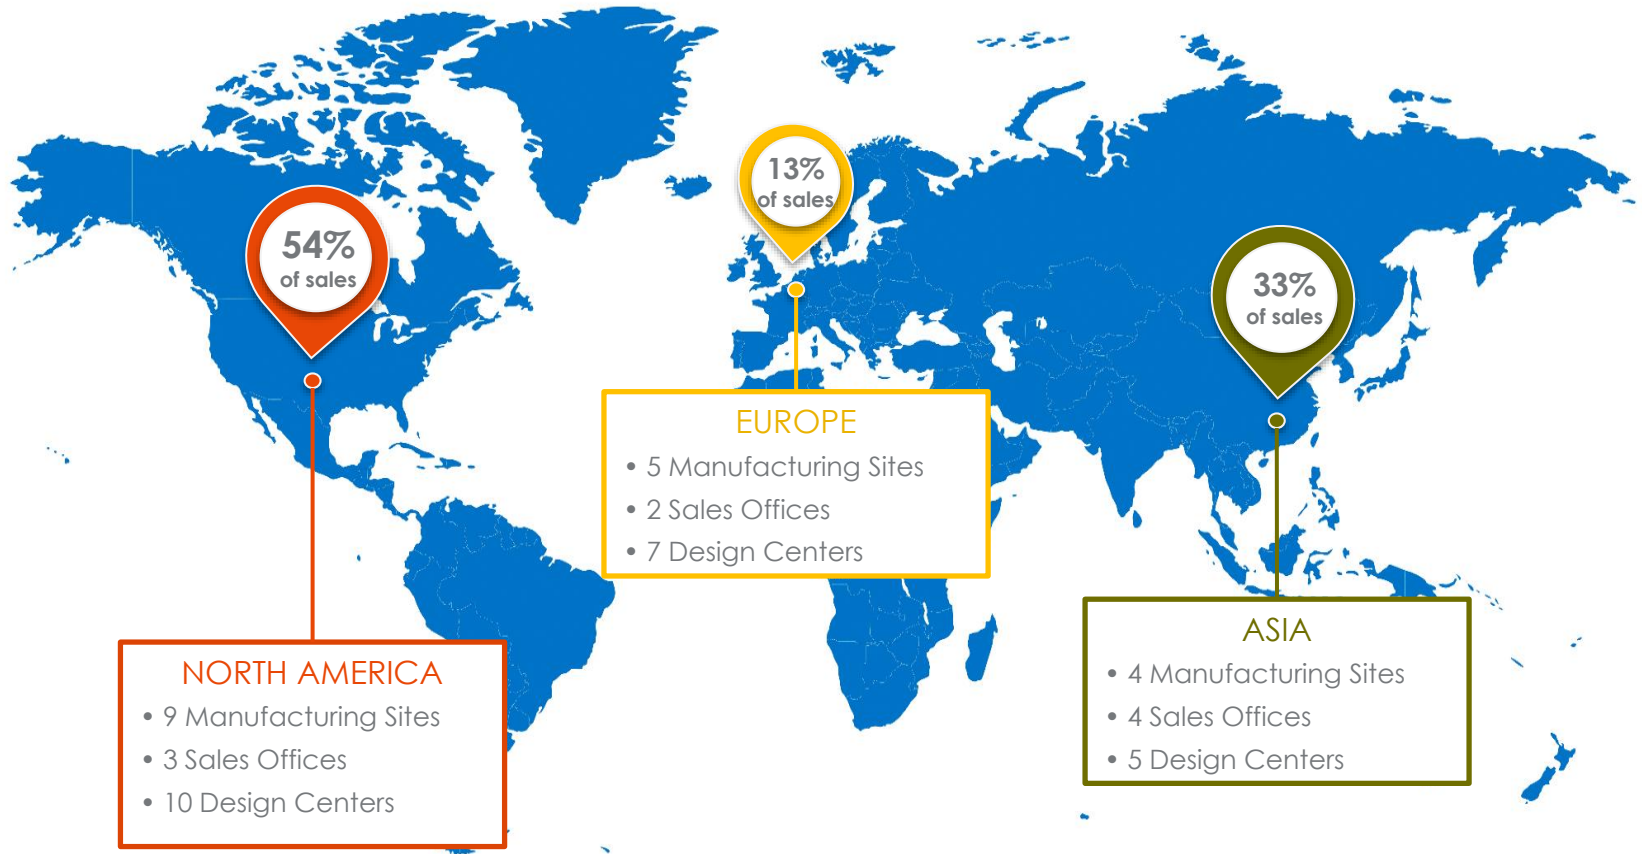 54%
of sales
13%
of sales
33%
of sales
NORTH AMERICA
• 9 Manufacturing Sites
• 3 Sales Offices
• 10 Design Centers
EUROPE
• 5 Manufacturing Sites
• 2 Sales Offices
• 7 Design Centers
ASIA
• 4 Manufacturing Sites
• 4 Sales Offices
• 5 Design Centers